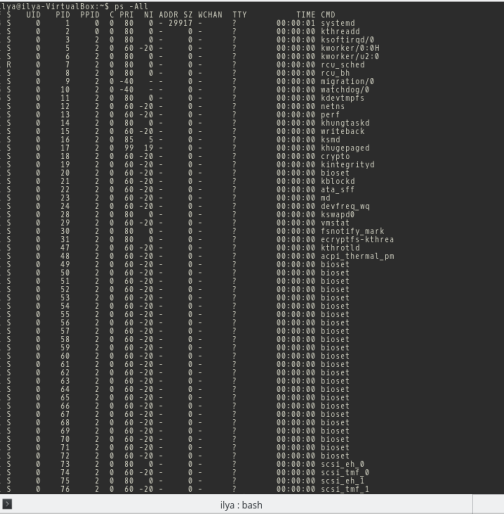 lya@ilya-VirtualBox:~$ ps -All
S UID PID PPID C PRI NI ADDR SZ WCHAN TTY TIME CMD
S 0 1 0 0 80 0 - 29917 - ? 00:00:01 systemd
S 0 2 0 0 80 0 - 0 - ? 00:00:00 kthreadd
S 0 3 2 0 80 0 - 0 - ? 00:00:00 ksoftirqd/0
S 0 5 2 0 60 -20 - 0 - ? 00:00:00 kworker/0:0H
S 0 6 2 0 80 0 - 0 - ? 00:00:00 kworker/u2:0
R 0 7 2 0 80 0 - 0 - ? 00:00:00 rcu_sched
S 0 8 2 0 80 0 - 0 - ? 00:00:00 rcu_bh
S 0 9 2 0 -40 - - 0 - ? 00:00:00 migration/0
S 0 10 2 0 -40 - - 0 - ? 00:00:00 watchdog/0
S 0 11 2 0 80 0 - 0 - ? 00:00:00 kdevtmpfs
S 0 12 2 0 60 -20 - 0 - ? 00:00:00 netns
S 0 13 2 0 60 -20 - 0 - ? 00:00:00 perf
S 0 14 2 0 80 0 - 0 - ? 00:00:00 khungtaskd
S 0 15 2 0 60 -20 - 0 - ? 00:00:00 writeback
S 0 16 2 0 85 5 - 0 - ? 00:00:00 ksmd
S 0 17 2 0 99 19 - 0 - ? 00:00:00 khugepaged
S 0 18 2 0 60 -20 - 0 - ? 00:00:00 crypto
S 0 19 2 0 60 -20 - 0 - ? 00:00:00 kintegrityd
S 0 20 2 0 60 -20 - 0 - ? 00:00:00 bioset
S 0 21 2 0 60 -20 - 0 - ? 00:00:00 kblockd
S 0 22 2 0 60 -20 - 0 - ? 00:00:00 ata_sff
S 0 23 2 0 60 -20 - 0 - ? 00:00:00 md
S 0 24 2 0 60 -20 - 0 - ? 00:00:00 devfreq_wq
S 0 28 2 0 80 0 - 0 - ? 00:00:00 kswapd0
S 0 29 2 0 60 -20 - 0 - ? 00:00:00 vmstat
S 0 30 2 0 80 0 - 0 - ? 00:00:00 fsnotify_mark
S 0 31 2 0 80 0 - 0 - ? 00:00:00 ecryptfs-kthrea
S 0 47 2 0 60 -20 - 0 - ? 00:00:00 kthrotld
S 0 48 2 0 60 -20 - 0 - ? 00:00:00 acpi_thermal_pm
S 0 49 2 0 60 -20 - 0 - ? 00:00:00 bioset
S 0 50 2 0 60 -20 - 0 - ? 00:00:00 bioset
S 0 51 2 0 60 -20 - 0 - ? 00:00:00 bioset
S 0 52 2 0 60 -20 - 0 - ? 00:00:00 bioset
S 0 53 2 0 60 -20 - 0 - ? 00:00:00 bioset
S 0 54 2 0 60 -20 - 0 - ? 00:00:00 bioset
S 0 55 2 0 60 -20 - 0 - ? 00:00:00 bioset
S 0 56 2 0 60 -20 - 0 - ? 00:00:00 bioset
S 0 57 2 0 60 -20 - 0 - ? 00:00:00 bioset
S 0 58 2 0 60 -20 - 0 - ? 00:00:00 bioset
S 0 59 2 0 60 -20 - 0 - ? 00:00:00 bioset
S 0 60 2 0 60 -20 - 0 - ? 00:00:00 bioset
S 0 61 2 0 60 -20 - 0 - ? 00:00:00 bioset
S 0 62 2 0 60 -20 - 0 - ? 00:00:00 bioset
S 0 63 2 0 60 -20 - 0 - ? 00:00:00 bioset
S 0 64 2 0 60 -20 - 0 - ? 00:00:00 bioset
S 0 65 2 0 60 -20 - 0 - ? 00:00:00 bioset
S 0 66 2 0 60 -20 - 0 - ? 00:00:00 bioset
S 0 67 2 0 60 -20 - 0 - ? 00:00:00 bioset
S 0 68 2 0 60 -20 - 0 - ? 00:00:00 bioset
S 0 69 2 0 60 -20 - 0 - ? 00:00:00 bioset
S 0 70 2 0 60 -20 - 0 - ? 00:00:00 bioset
S 0 71 2 0 60 -20 - 0 - ? 00:00:00 bioset
S 0 72 2 0 60 -20 - 0 - ? 00:00:00 bioset
S 0 73 2 0 80 0 - 0 - ? 00:00:00 scsi_eh_0
S 0 74 2 0 60 -20 - 0 - ? 00:00:00 scsi_tmf_0
S 0 75 2 0 80 0 - 0 - ? 00:00:00 scsi_eh_1
S 0 76 2 0 60 -20 - 0 - ? 00:00:00 scsi_tmf_1
ilya : bash